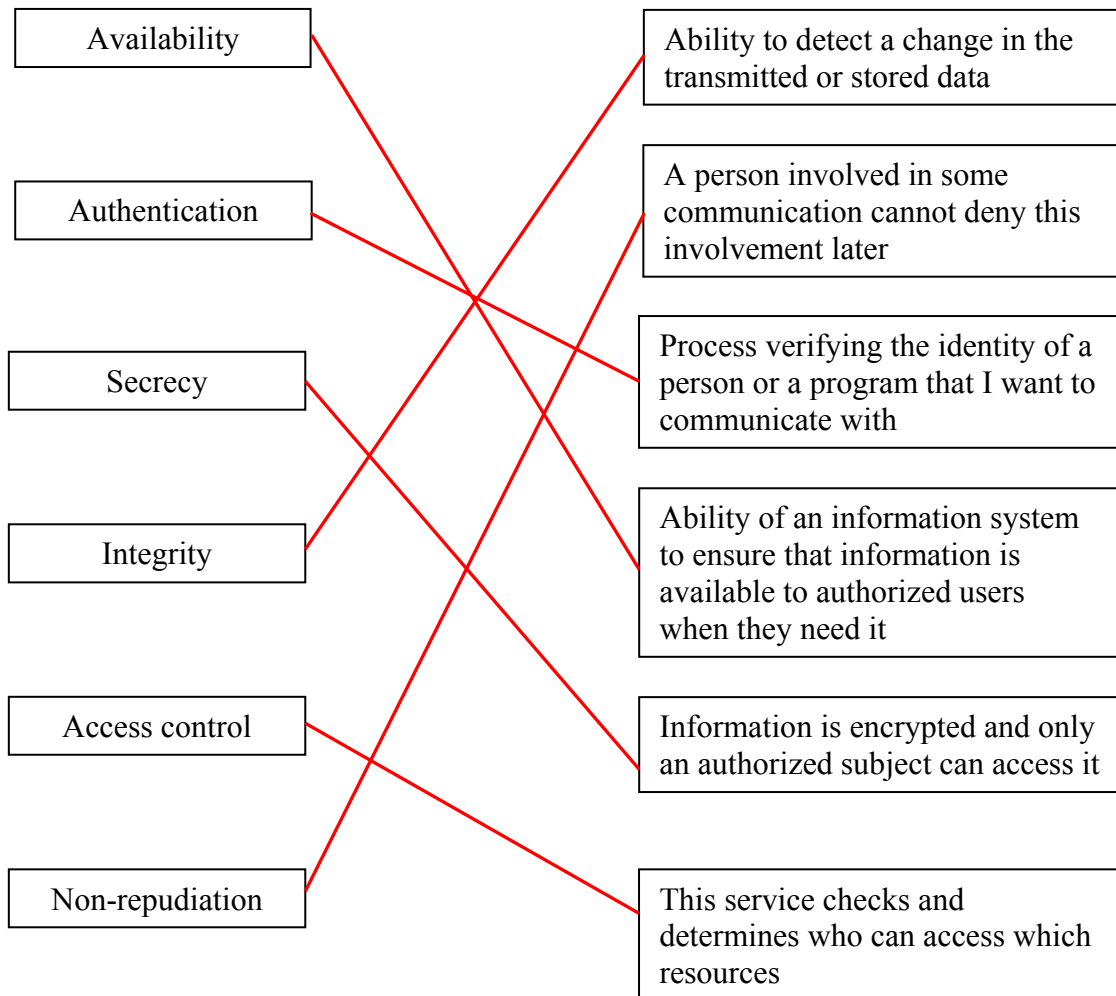 Availability
Authentication
Secrecy
Integrity
Access control
Non-repudiation
Ability to detect a change in the
transmitted or stored data
A person involved in some
communication cannot deny this
involvement later
Process verifying the identity of a
person or a program that I want to
communicate with
Ability of an information system
to ensure that information is
available to authorized users
when they need it
Information is encrypted and only
an authorized subject can access it
This service checks and
determines who can access which
resources